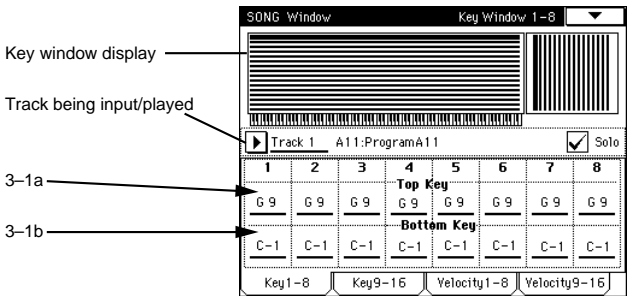 SONG Window Key Window 1-8
Key window display
Track being input/played
Track 1 A11:ProgramA11 Solo
1 2 3 4 5 6 7 8
Top Key
3–1a
G 9 G 9 G 9 G 9 G 9 G 9 G 9 G 9
Bottom Key
3–1b
C-1 C-1 C-1 C-1 C-1 C-1 C-1 C-1
Key1-8 Key9-16 Velocity1-8 Velocity9-16